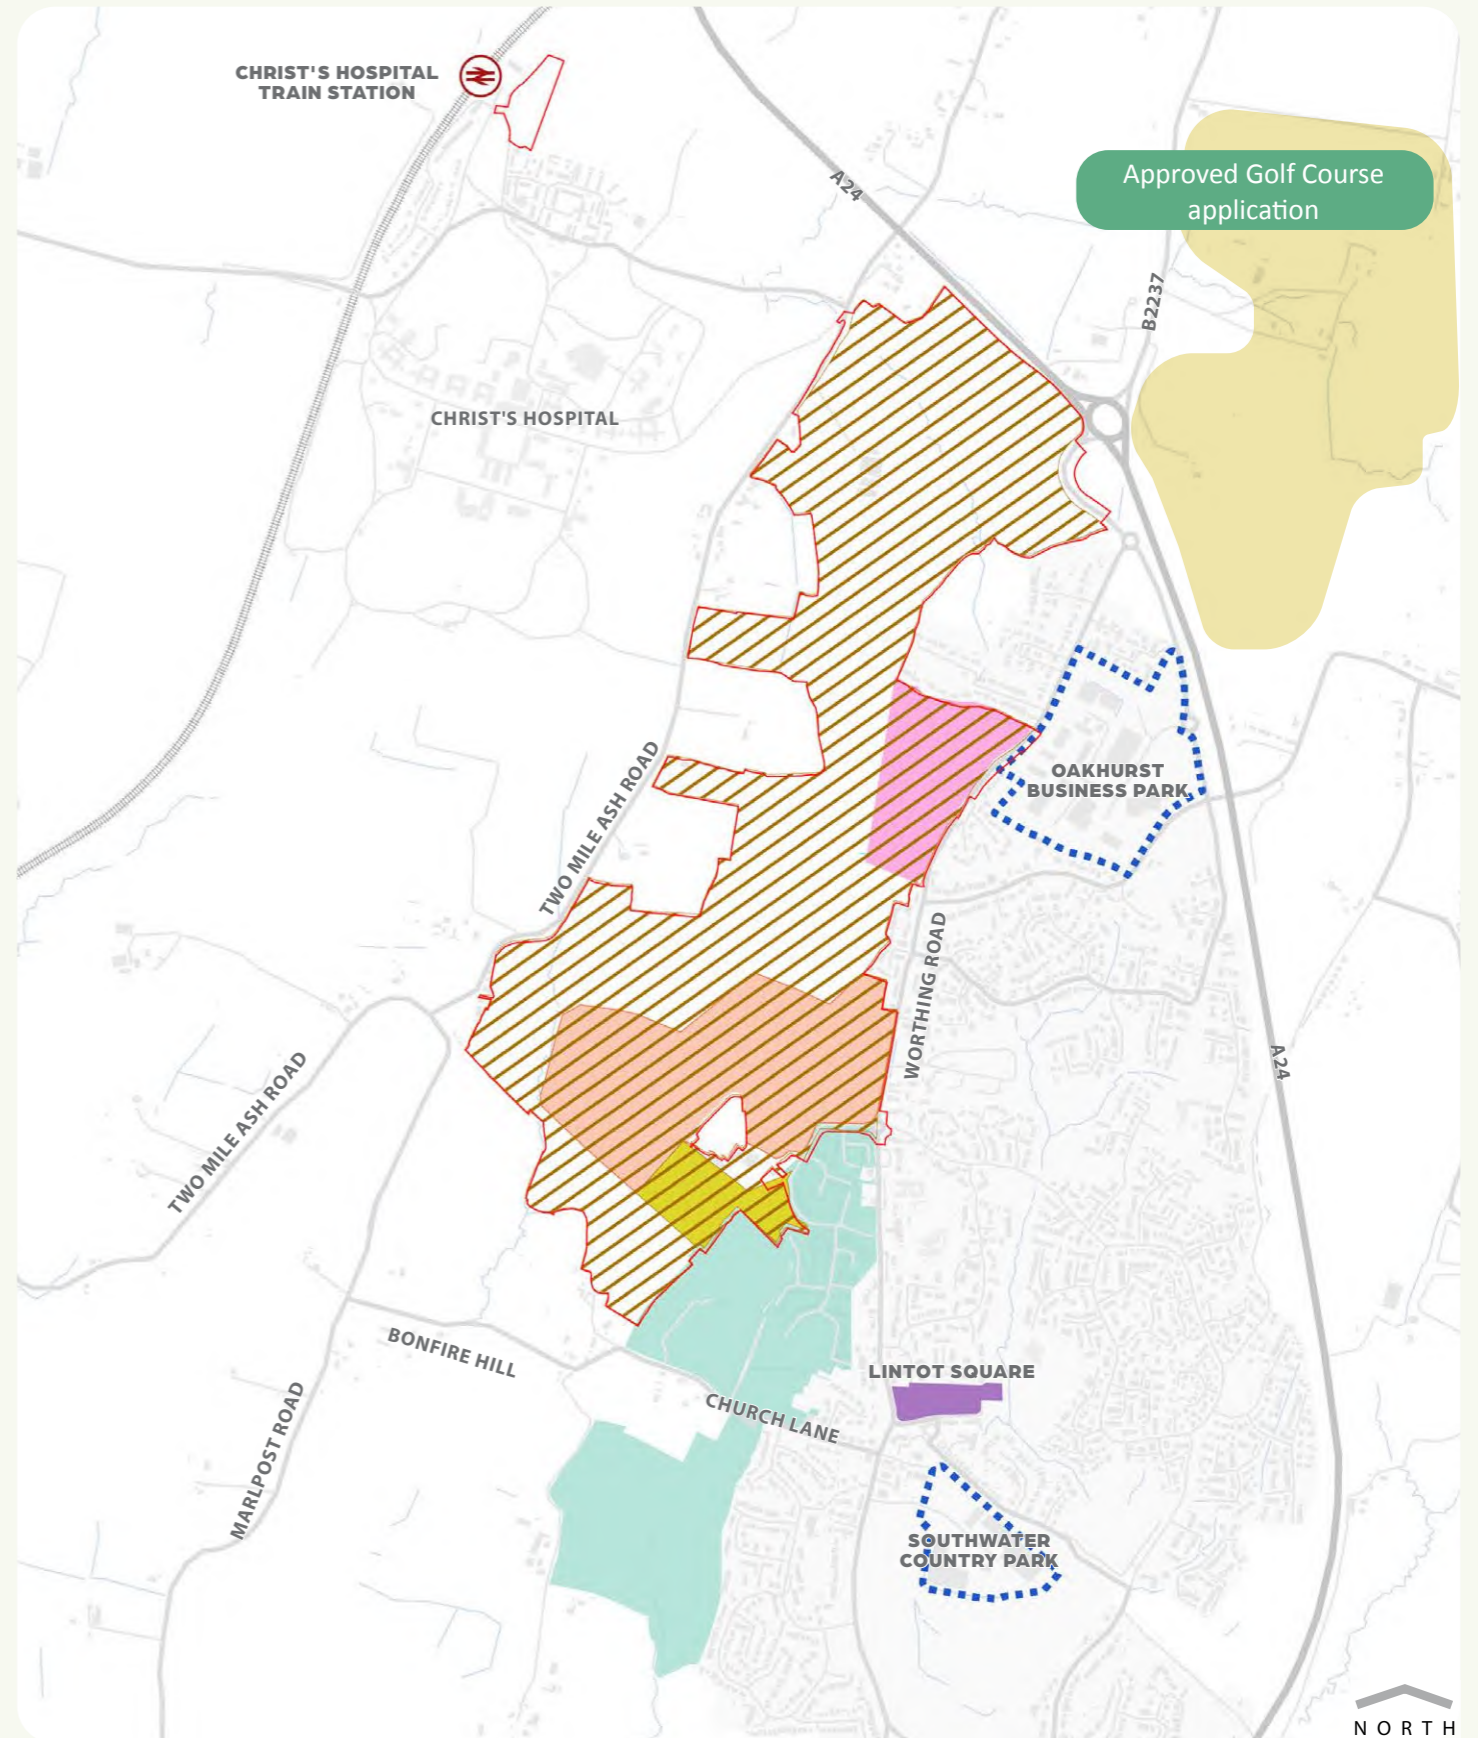 CHRIST'S HOSPITAL
TRAIN STATION
A24
Approved Golf Course
application
B2237
CHRIST'S HOSPITAL
TWO MILE ASH ROAD
OAKHURST
BUSINESS PARK
WORTHING ROAD
A24
TWO MILE ASH ROAD
BONFIRE HILL
LINTOT SQUARE
CHURCH LANE
MARLPOST ROAD
SOUTHWATER
COUNTRY PARK
NORTH